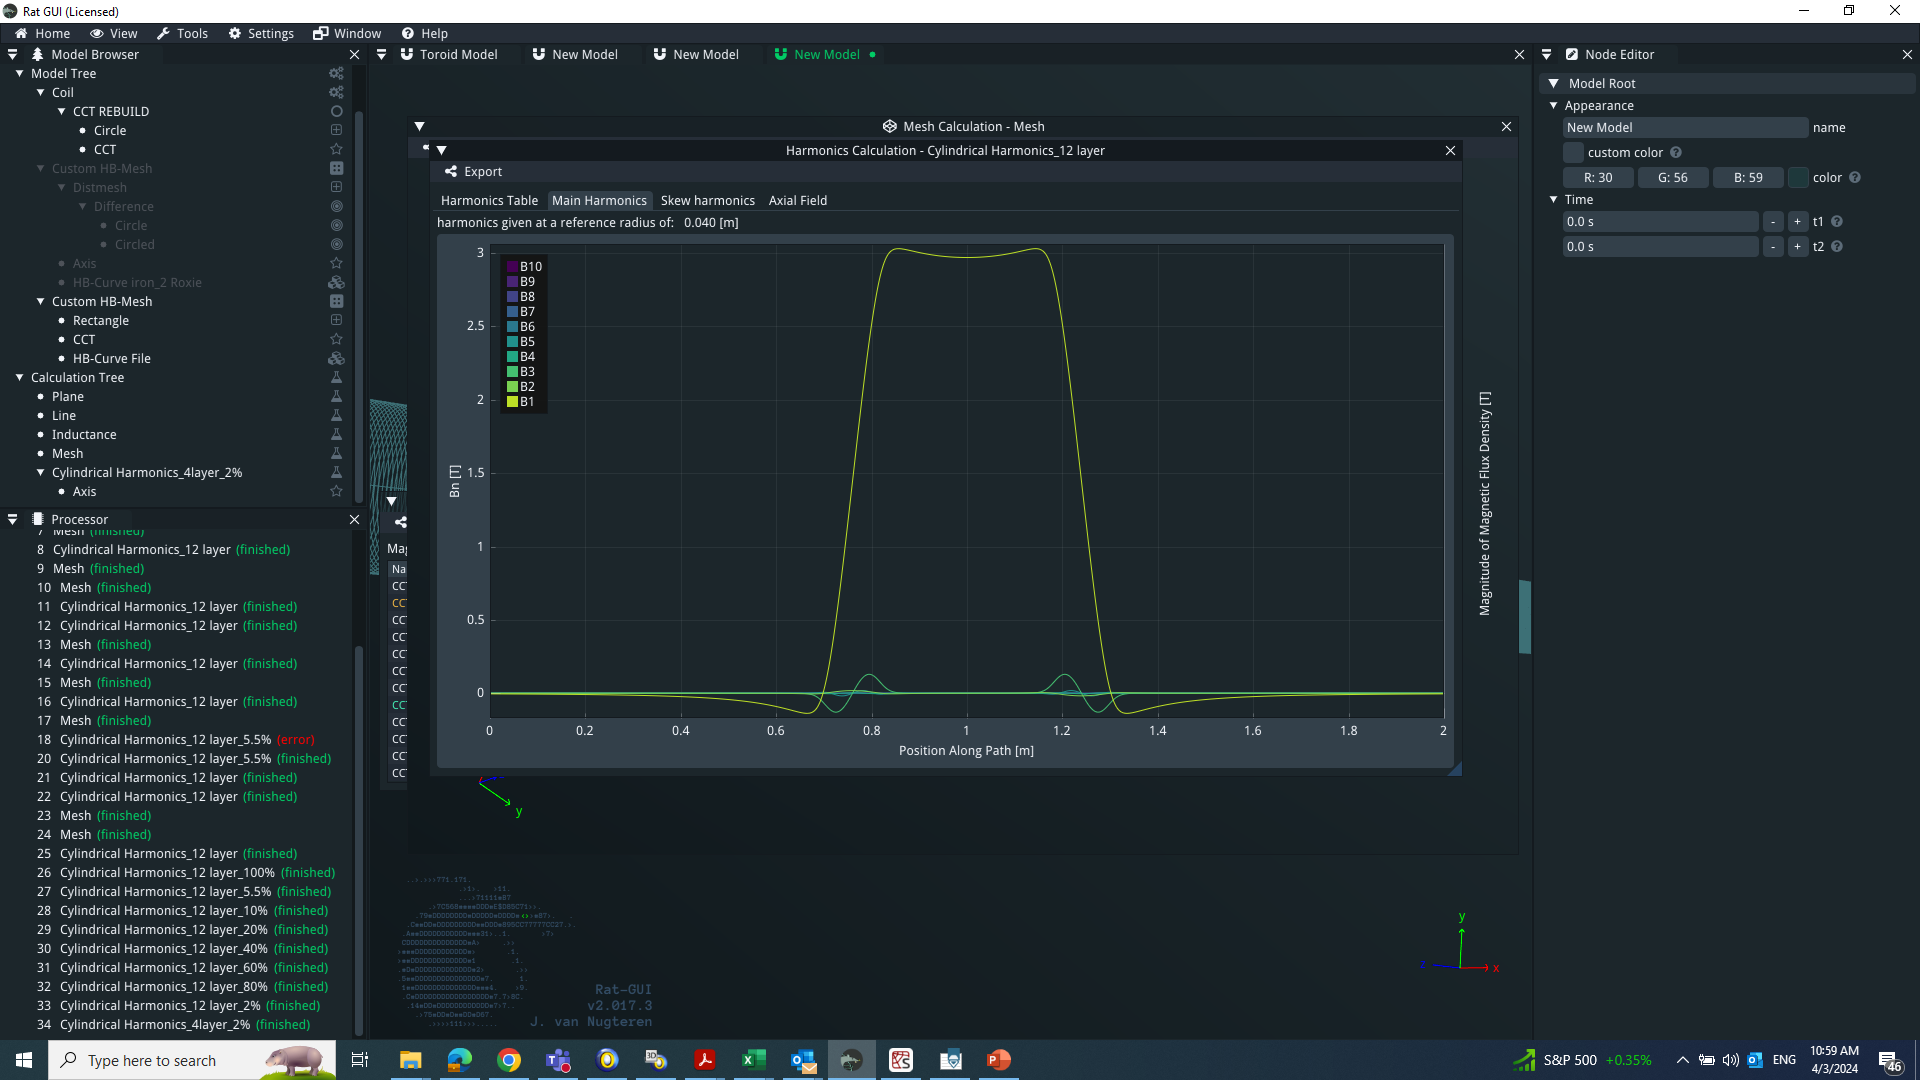 Rat GUI (Licensed)
Home View Tools Settings Window Help
Model Browser
Toroid Model New Model New Model New Model
Node Editor
Model Tree
Coil
CCT REBUILD
Circle
CCT
Custom HB-Mesh
Distmesh
Difference
Circle
Circled
Axis
HB-Curve iron_2 Roxie
Custom HB-Mesh
Rectangle
CCT
HB-Curve File
Calculation Tree
Plane
Line
Inductance
Mesh
Cylindrical Harmonics_4layer_2%
Axis
Processor
7 Mesh (finished)
8 Cylindrical Harmonics_12 layer (finished)
9 Mesh (finished)
10 Mesh (finished)
11 Cylindrical Harmonics_12 layer (finished)
12 Cylindrical Harmonics_12 layer (finished)
13 Mesh (finished)
14 Cylindrical Harmonics_12 layer (finished)
15 Mesh (finished)
16 Cylindrical Harmonics_12 layer (finished)
17 Mesh (finished)
18 Cylindrical Harmonics_12 layer_5.5% (error)
20 Cylindrical Harmonics_12 layer_5.5% (finished)
21 Cylindrical Harmonics_12 layer (finished)
22 Cylindrical Harmonics_12 layer (finished)
23 Mesh (finished)
24 Mesh (finished)
25 Cylindrical Harmonics_12 layer (finished)
26 Cylindrical Harmonics_12 layer_100% (finished)
27 Cylindrical Harmonics_12 layer_5.5% (finished)
28 Cylindrical Harmonics_12 layer_10% (finished)
29 Cylindrical Harmonics_12 layer_20% (finished)
30 Cylindrical Harmonics_12 layer_40% (finished)
31 Cylindrical Harmonics_12 layer_60% (finished)
32 Cylindrical Harmonics_12 layer_80% (finished)
33 Cylindrical Harmonics_12 layer_2% (finished)
34 Cylindrical Harmonics_4layer_2% (finished)
Mesh Calculation - Mesh
Harmonics Calculation - Cylindrical Harmonics_12 layer
Export
Harmonics Table Main Harmonics Skew harmonics Axial Field
harmonics given at a reference radius of: 0.040 [m]
B10
B9
B8
B7
B6
B5
B4
B3
B2
B1
Bn [T]
3
2.5
2
1.5
1
0.5
0
0 0.2 0.4 0.6 0.8 1 1.2 1.4 1.6 1.8 2
Position Along Path [m]
Magnitude of Magnetic Flux Density [T]
y
y
x
Rat-GUI
v2.017.3
J. van Nugteren
Model Root
Appearance
New Model name
custom color ?
R: 30 G: 56 B: 59 color ?
Time
0.0 s - + t1 ?
0.0 s - + t2 ?
Type here to search
S&P 500 +0.35%
ENG
10:59 AM
4/3/2024
46